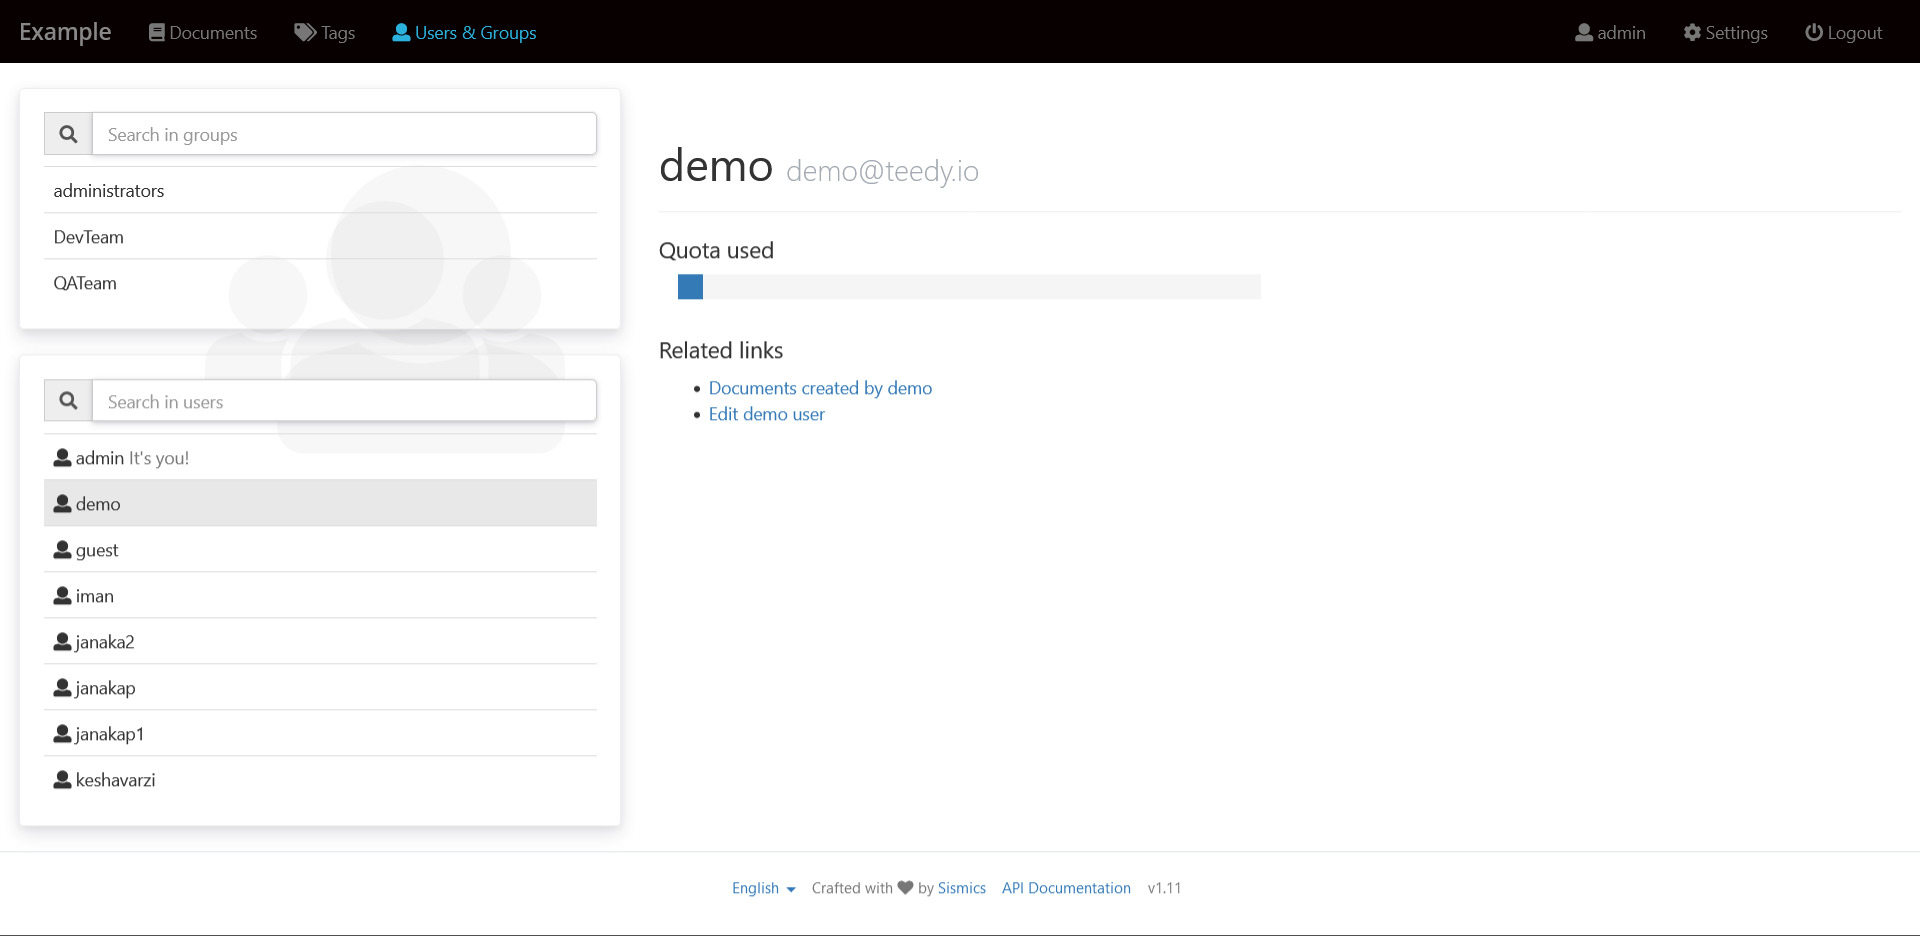 Example Documents Tags Users & Groups admin Settings Logout
Search in groups
administrators
DevTeam
QATeam
Search in users
admin It's you!
demo
guest
iman
janaka2
janakap
janakap1
keshavarzi
demo demo@teedy.io
Quota used
Related links
Documents created by demo
Edit demo user
English Crafted with by Sismics API Documentation v1.11